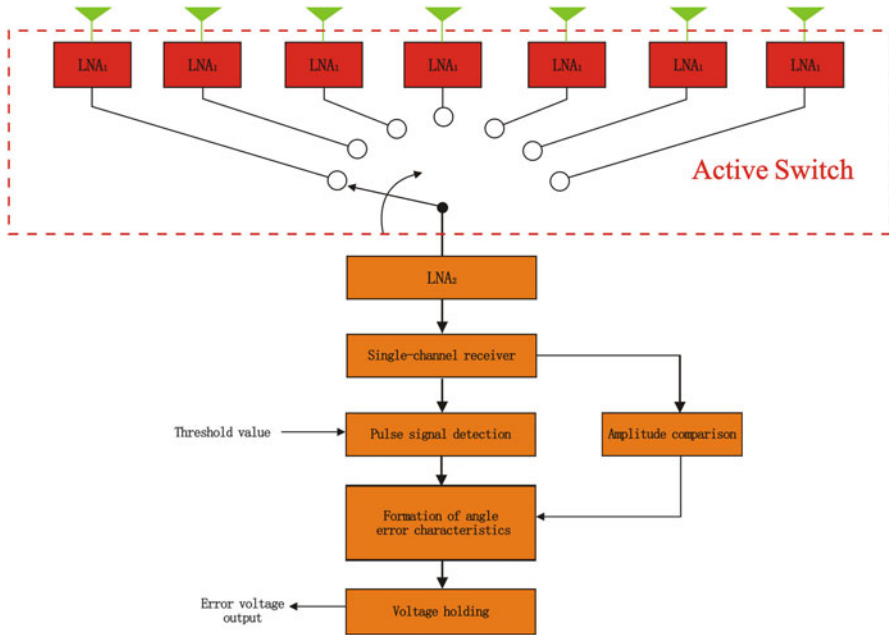 LNA₁ LNA₁ LNA₁ LNA₁ LNA₁ LNA₁ LNA₁
Active Switch
LNA₂
Single-channel receiver
Threshold value
Pulse signal detection
Amplitude comparison
Formation of angle
error characteristics
Error voltage
output
Voltage holding